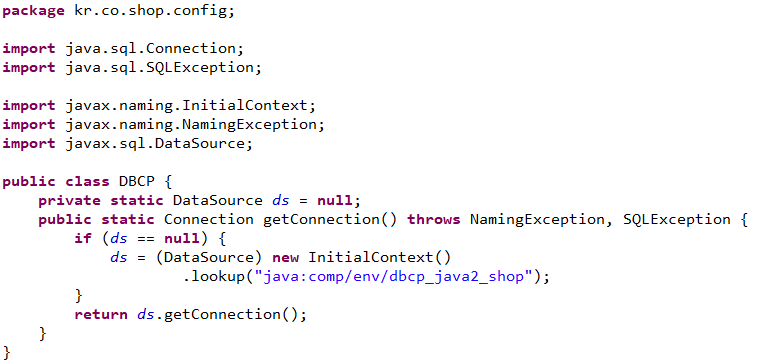 package kr.co.shop.config;
import java.sql.Connection;
import java.sql.SQLException;
import javax.naming.InitialContext;
import javax.naming.NamingException;
import javax.sql.DataSource;
public class DBCP {
private static DataSource ds = null;
public static Connection getConnection() throws NamingException, SQLException {
if (ds == null) {
ds = (DataSource) new InitialContext()
.lookup("java:comp/env/dbcp_java2_shop");
}
return ds.getConnection();
}
}